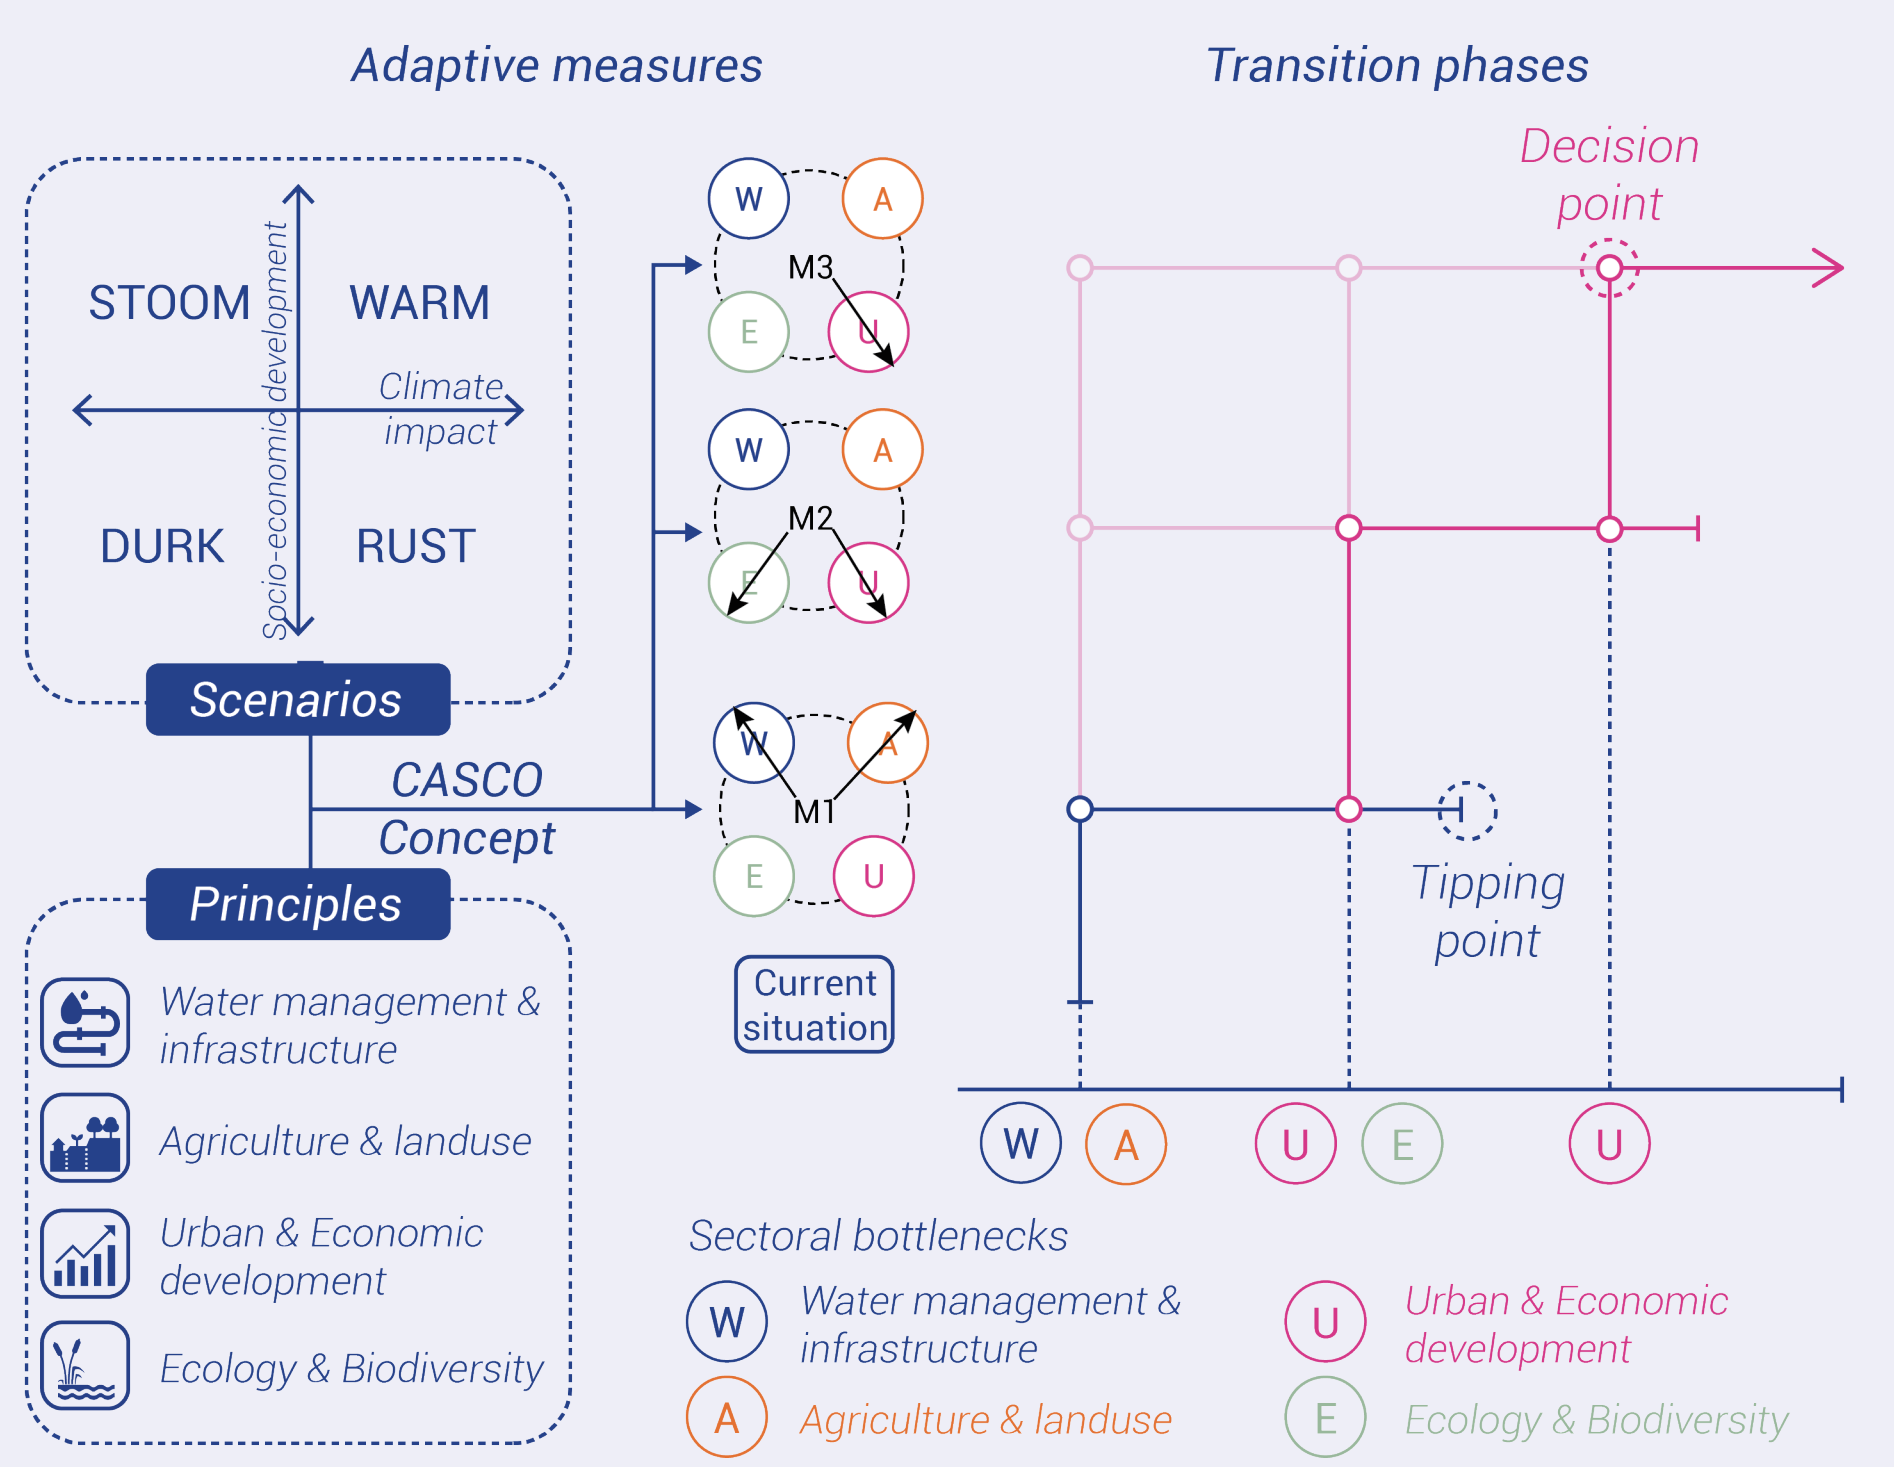 Adaptive measures
Transition phases
STOOM
WARM
DURK
RUST
Socio-economic development
Climate
impact
Scenarios
CASCO
Concept
Principles
Water management &
infrastructure
Agriculture & landuse
Urban & Economic
development
Ecology & Biodiversity
W
A
M3
E
U
W
A
M2
E
U
W
A
M1
E
U
Current
situation
Decision
point
Tipping
point
W
A
U
E
U
Sectoral bottlenecks
W
Water management &
infrastructure
A
Agriculture & landuse
U
Urban & Economic
development
E
Ecology & Biodiversity